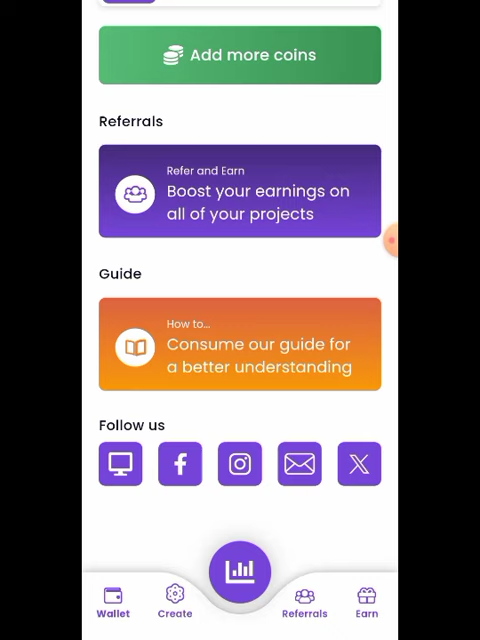 Add more coins
Referrals
Refer and Earn
Boost your earnings on
all of your projects
Guide
How to...
Consume our guide for
a better understanding
Follow us
Wallet
Create
Referrals
Earn